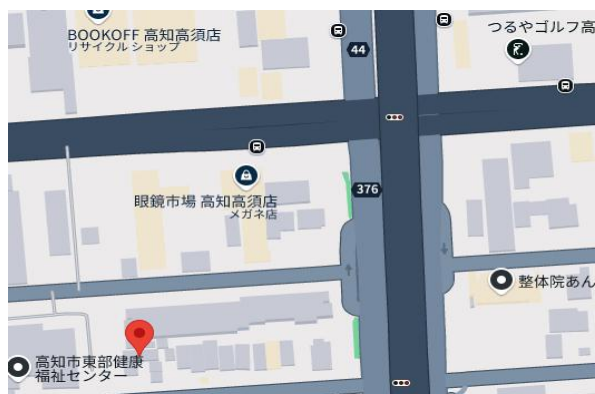 BOOKOFF 高知高須店
リサイクル ショップ
44
つるやゴルフ高
376
眼鏡市場 高知高須店
メガネ店
整体院あん
高知市東部健康
福祉センター